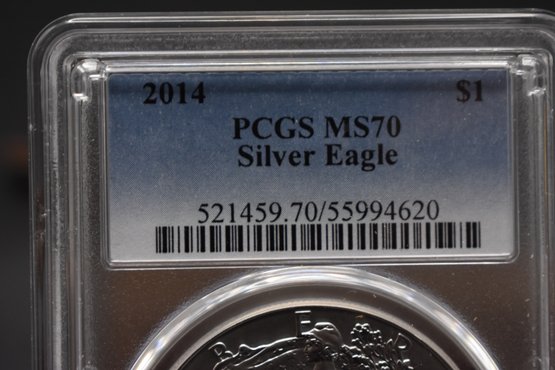 2014 $1
PCGS MS70
Silver Eagle
521459.70/55994620
B E R